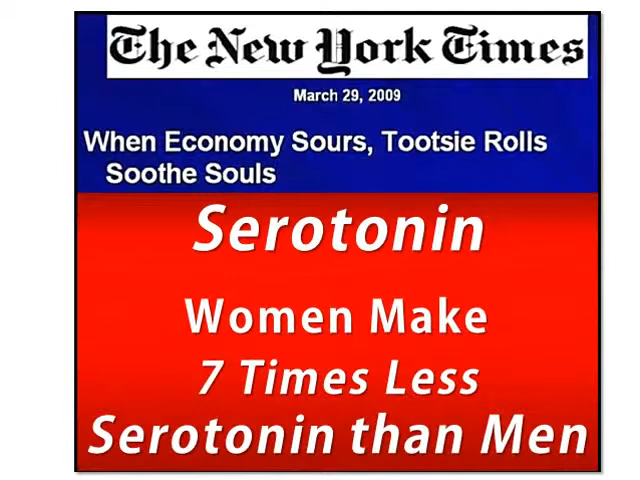 The New York Times
March 29, 2009
When Economy Sours, Tootsie Rolls
Soothe Souls
Serotonin
Women Make
7 Times Less
Serotonin than Men